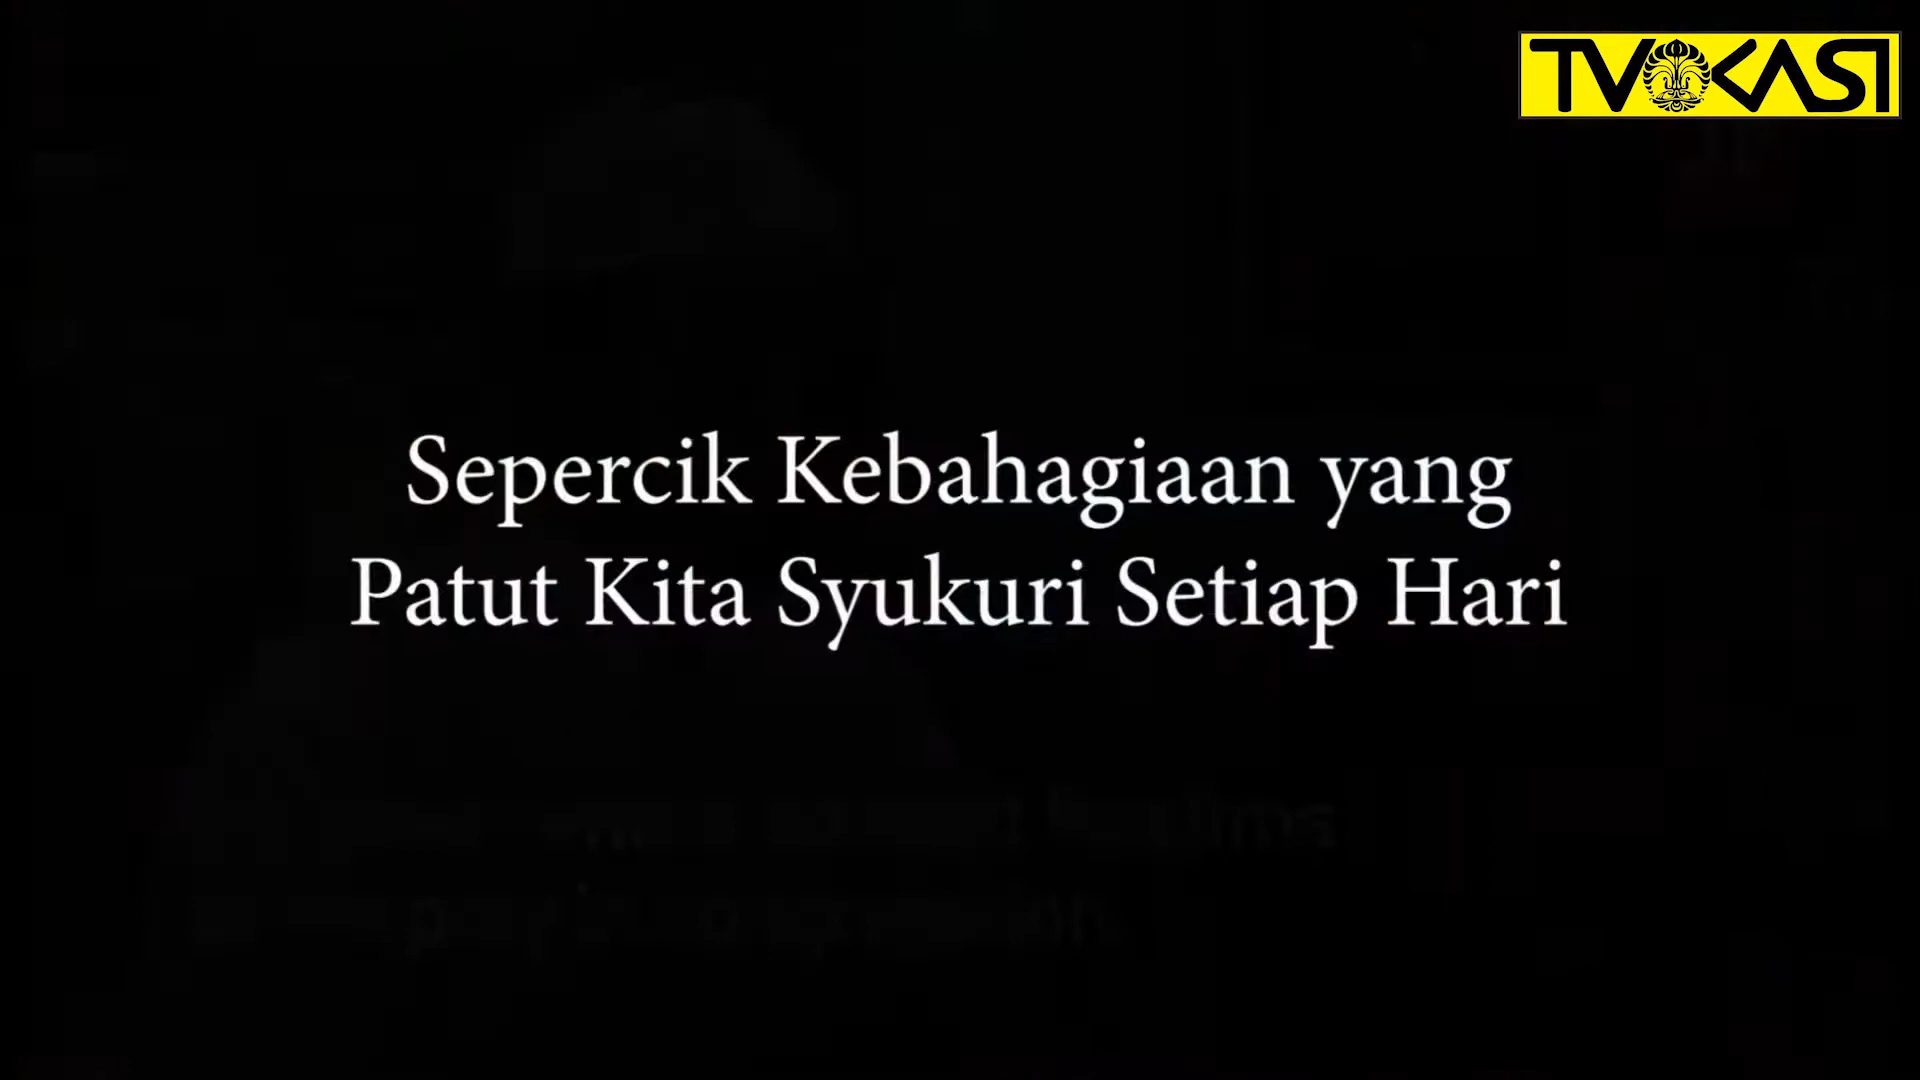 TVOKASI
Sepercik Kebahagiaan yang
Patut Kita Syukuri Setiap Hari